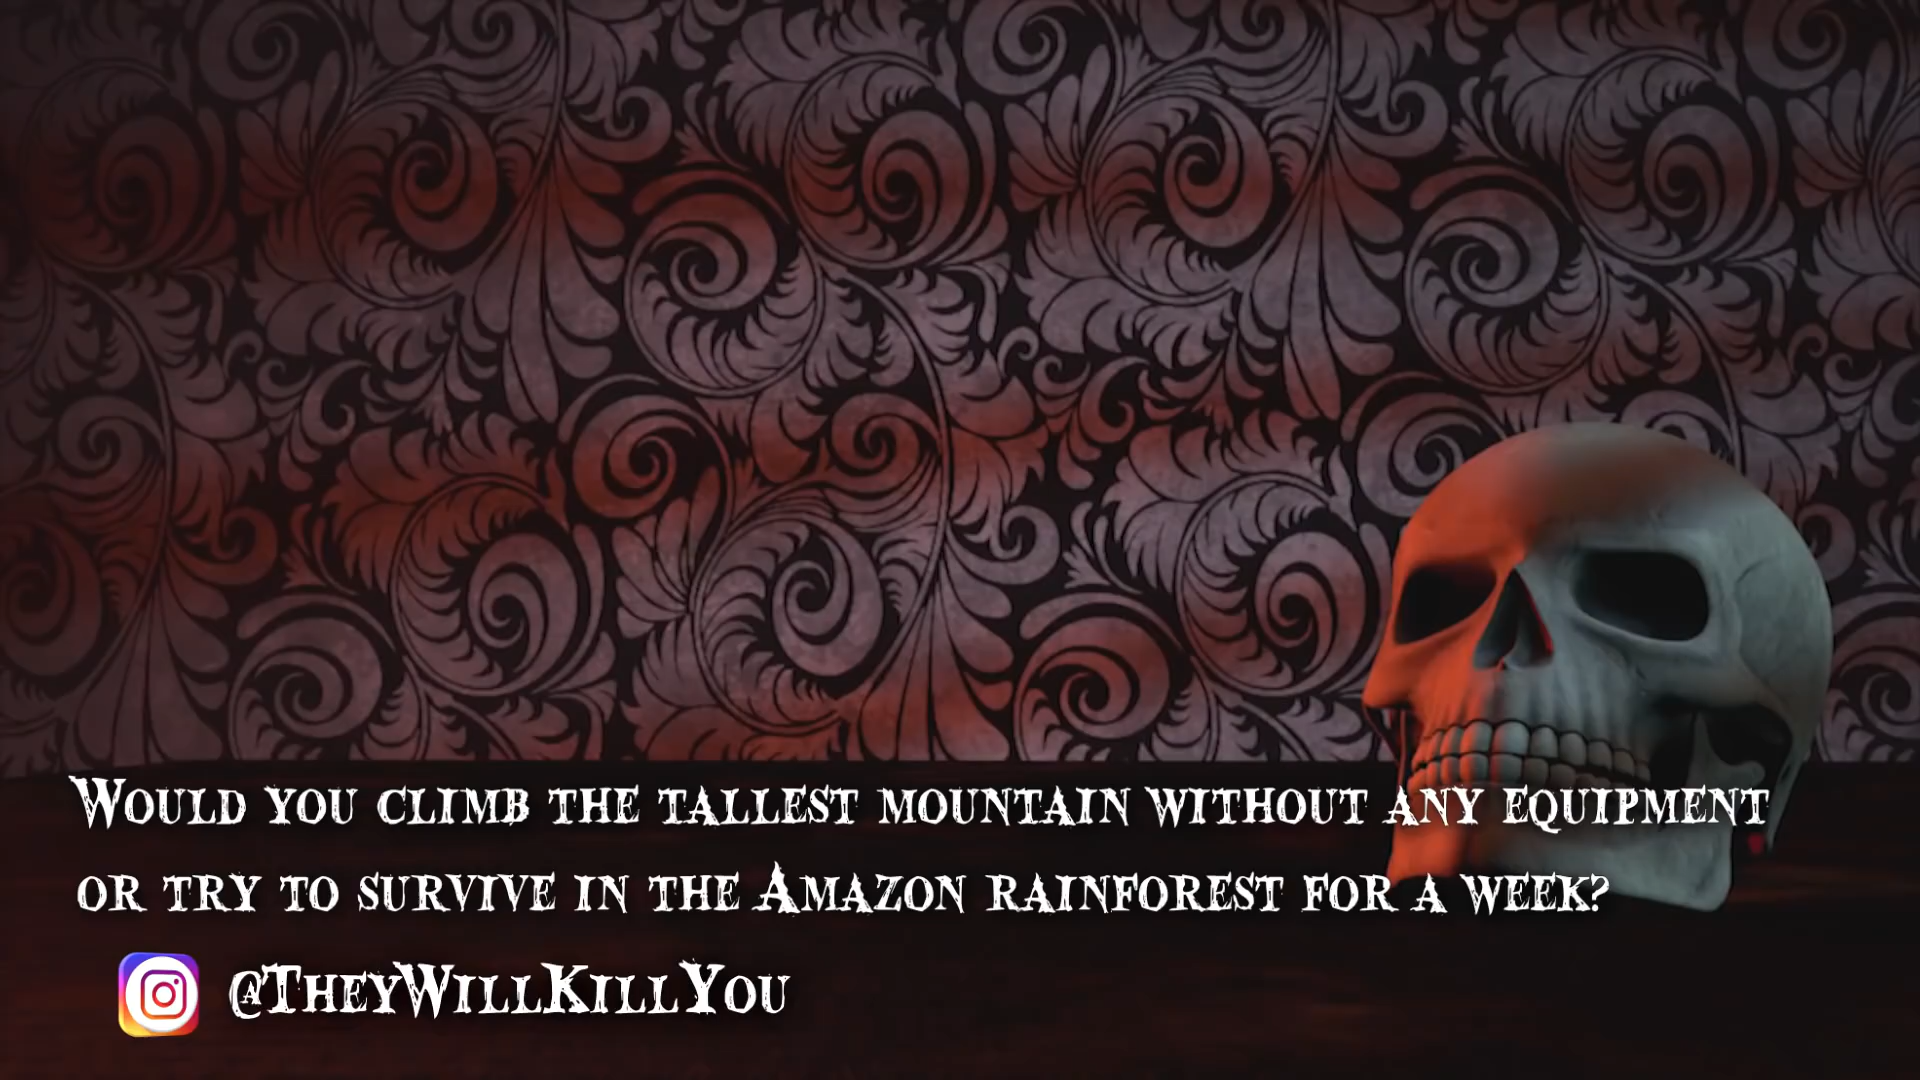 Would you climb the tallest mountain without any equipment
or try to survive in the Amazon rainforest for a week?
@TheyWillKillYou